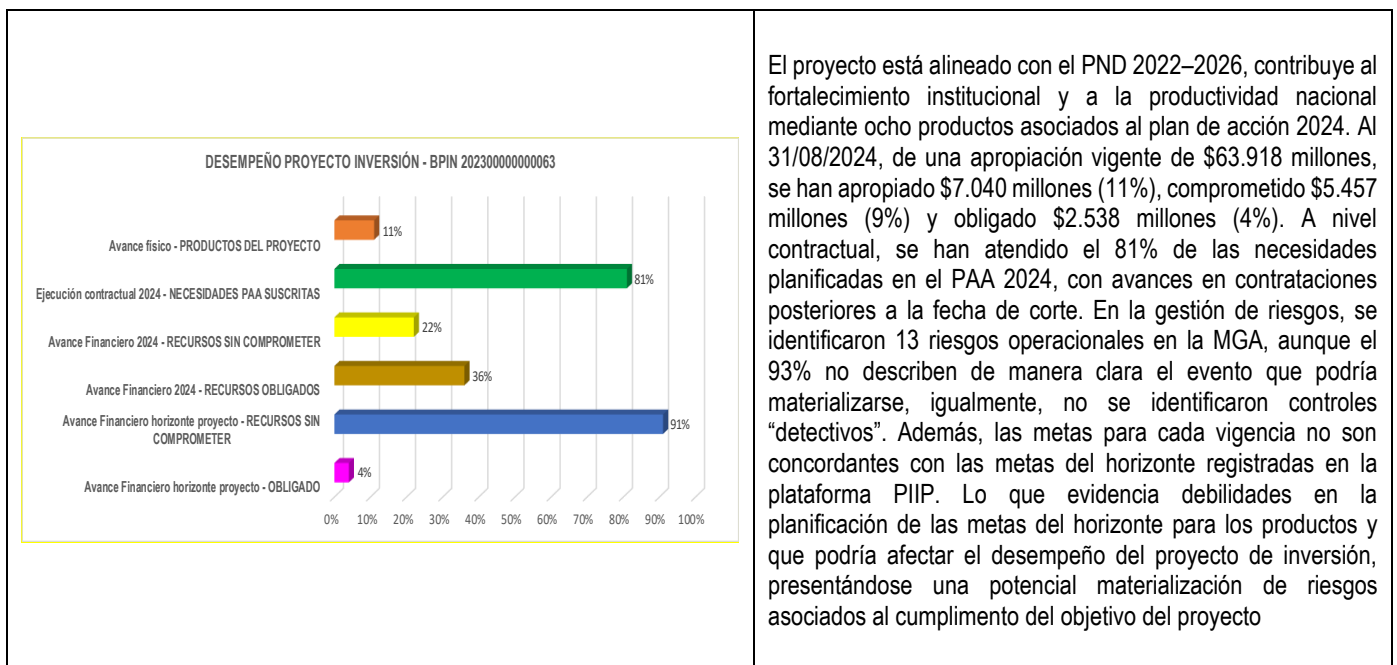 DESEMPEÑO PROYECTO INVERSIÓN - BPIN 202300000000063
Avance físico - PRODUCTOS DEL PROYECTO
11%
Ejecución contractual 2024 - NECESIDADES PAA SUSCRITAS
81%
Avance Financiero 2024 - RECURSOS SIN COMPROMETER
22%
Avance Financiero 2024 - RECURSOS OBLIGADOS
36%
Avance Financiero horizonte proyecto - RECURSOS SIN
COMPROMETER
91%
Avance Financiero horizonte proyecto - OBLIGADO
4%
0% 10% 20% 30% 40% 50% 60% 70% 80% 90% 100%
El proyecto está alineado con el PND 2022–2026, contribuye al
fortalecimiento institucional y a la productividad nacional
mediante ocho productos asociados al plan de acción 2024. Al
31/08/2024, de una apropiación vigente de $63.918 millones,
se han apropiado $7.040 millones (11%), comprometido $5.457
millones (9%) y obligado $2.538 millones (4%). A nivel
contractual, se han atendido el 81% de las necesidades
planificadas en el PAA 2024, con avances en contrataciones
posteriores a la fecha de corte. En la gestión de riesgos, se
identificaron 13 riesgos operacionales en la MGA, aunque el
93% no describen de manera clara el evento que podría
materializarse, igualmente, no se identificaron controles
“detectivos”. Además, las metas para cada vigencia no son
concordantes con las metas del horizonte registradas en la
plataforma PIIP. Lo que evidencia debilidades en la
planificación de las metas del horizonte para los productos y
que podría afectar el desempeño del proyecto de inversión,
presentándose una potencial materialización de riesgos
asociados al cumplimento del objetivo del proyecto